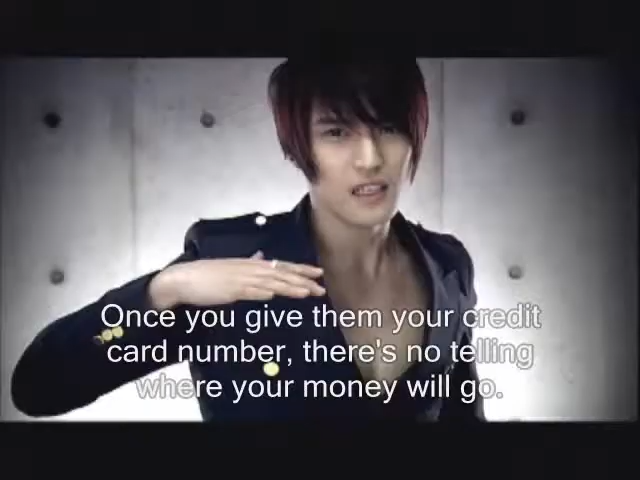 Once you give them your credit
card number, there's no telling
where your money will go.